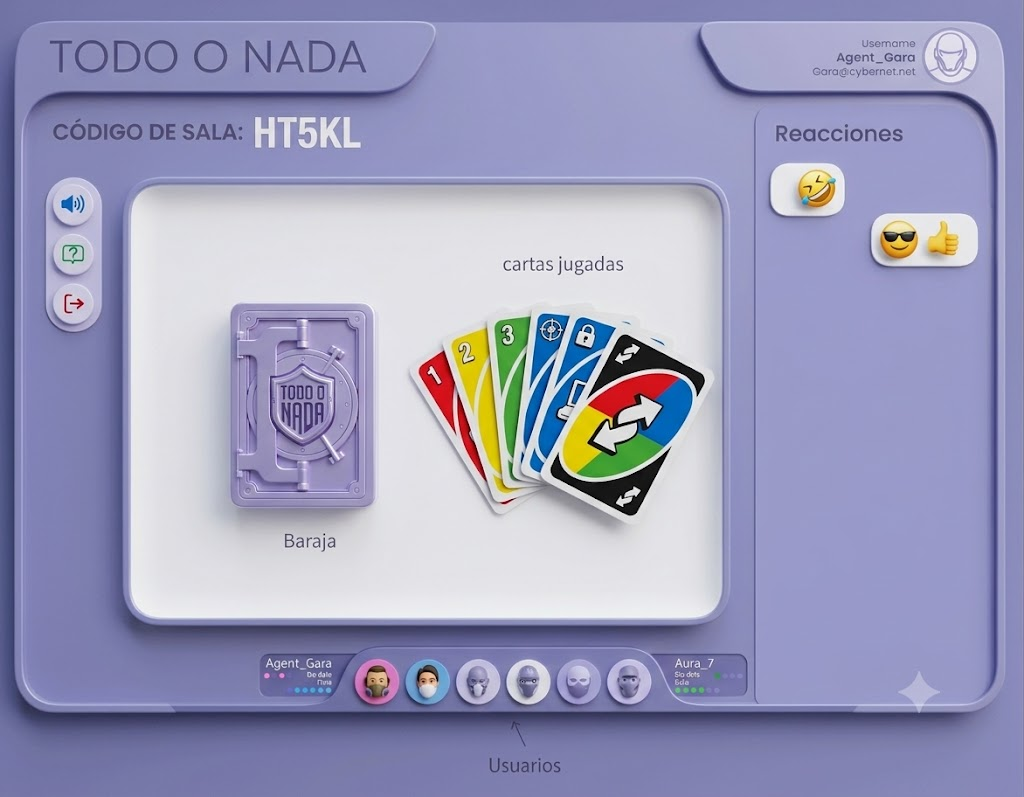 TODO O NADA
Username
Agent_Gara
Gara@cybernet.net
CÓDIGO DE SALA: HT5KL
Reacciones
cartas jugadas
1
2
3
TODO O
NADA
Baraja
Agent_Gara
Aura_7
Usuarios